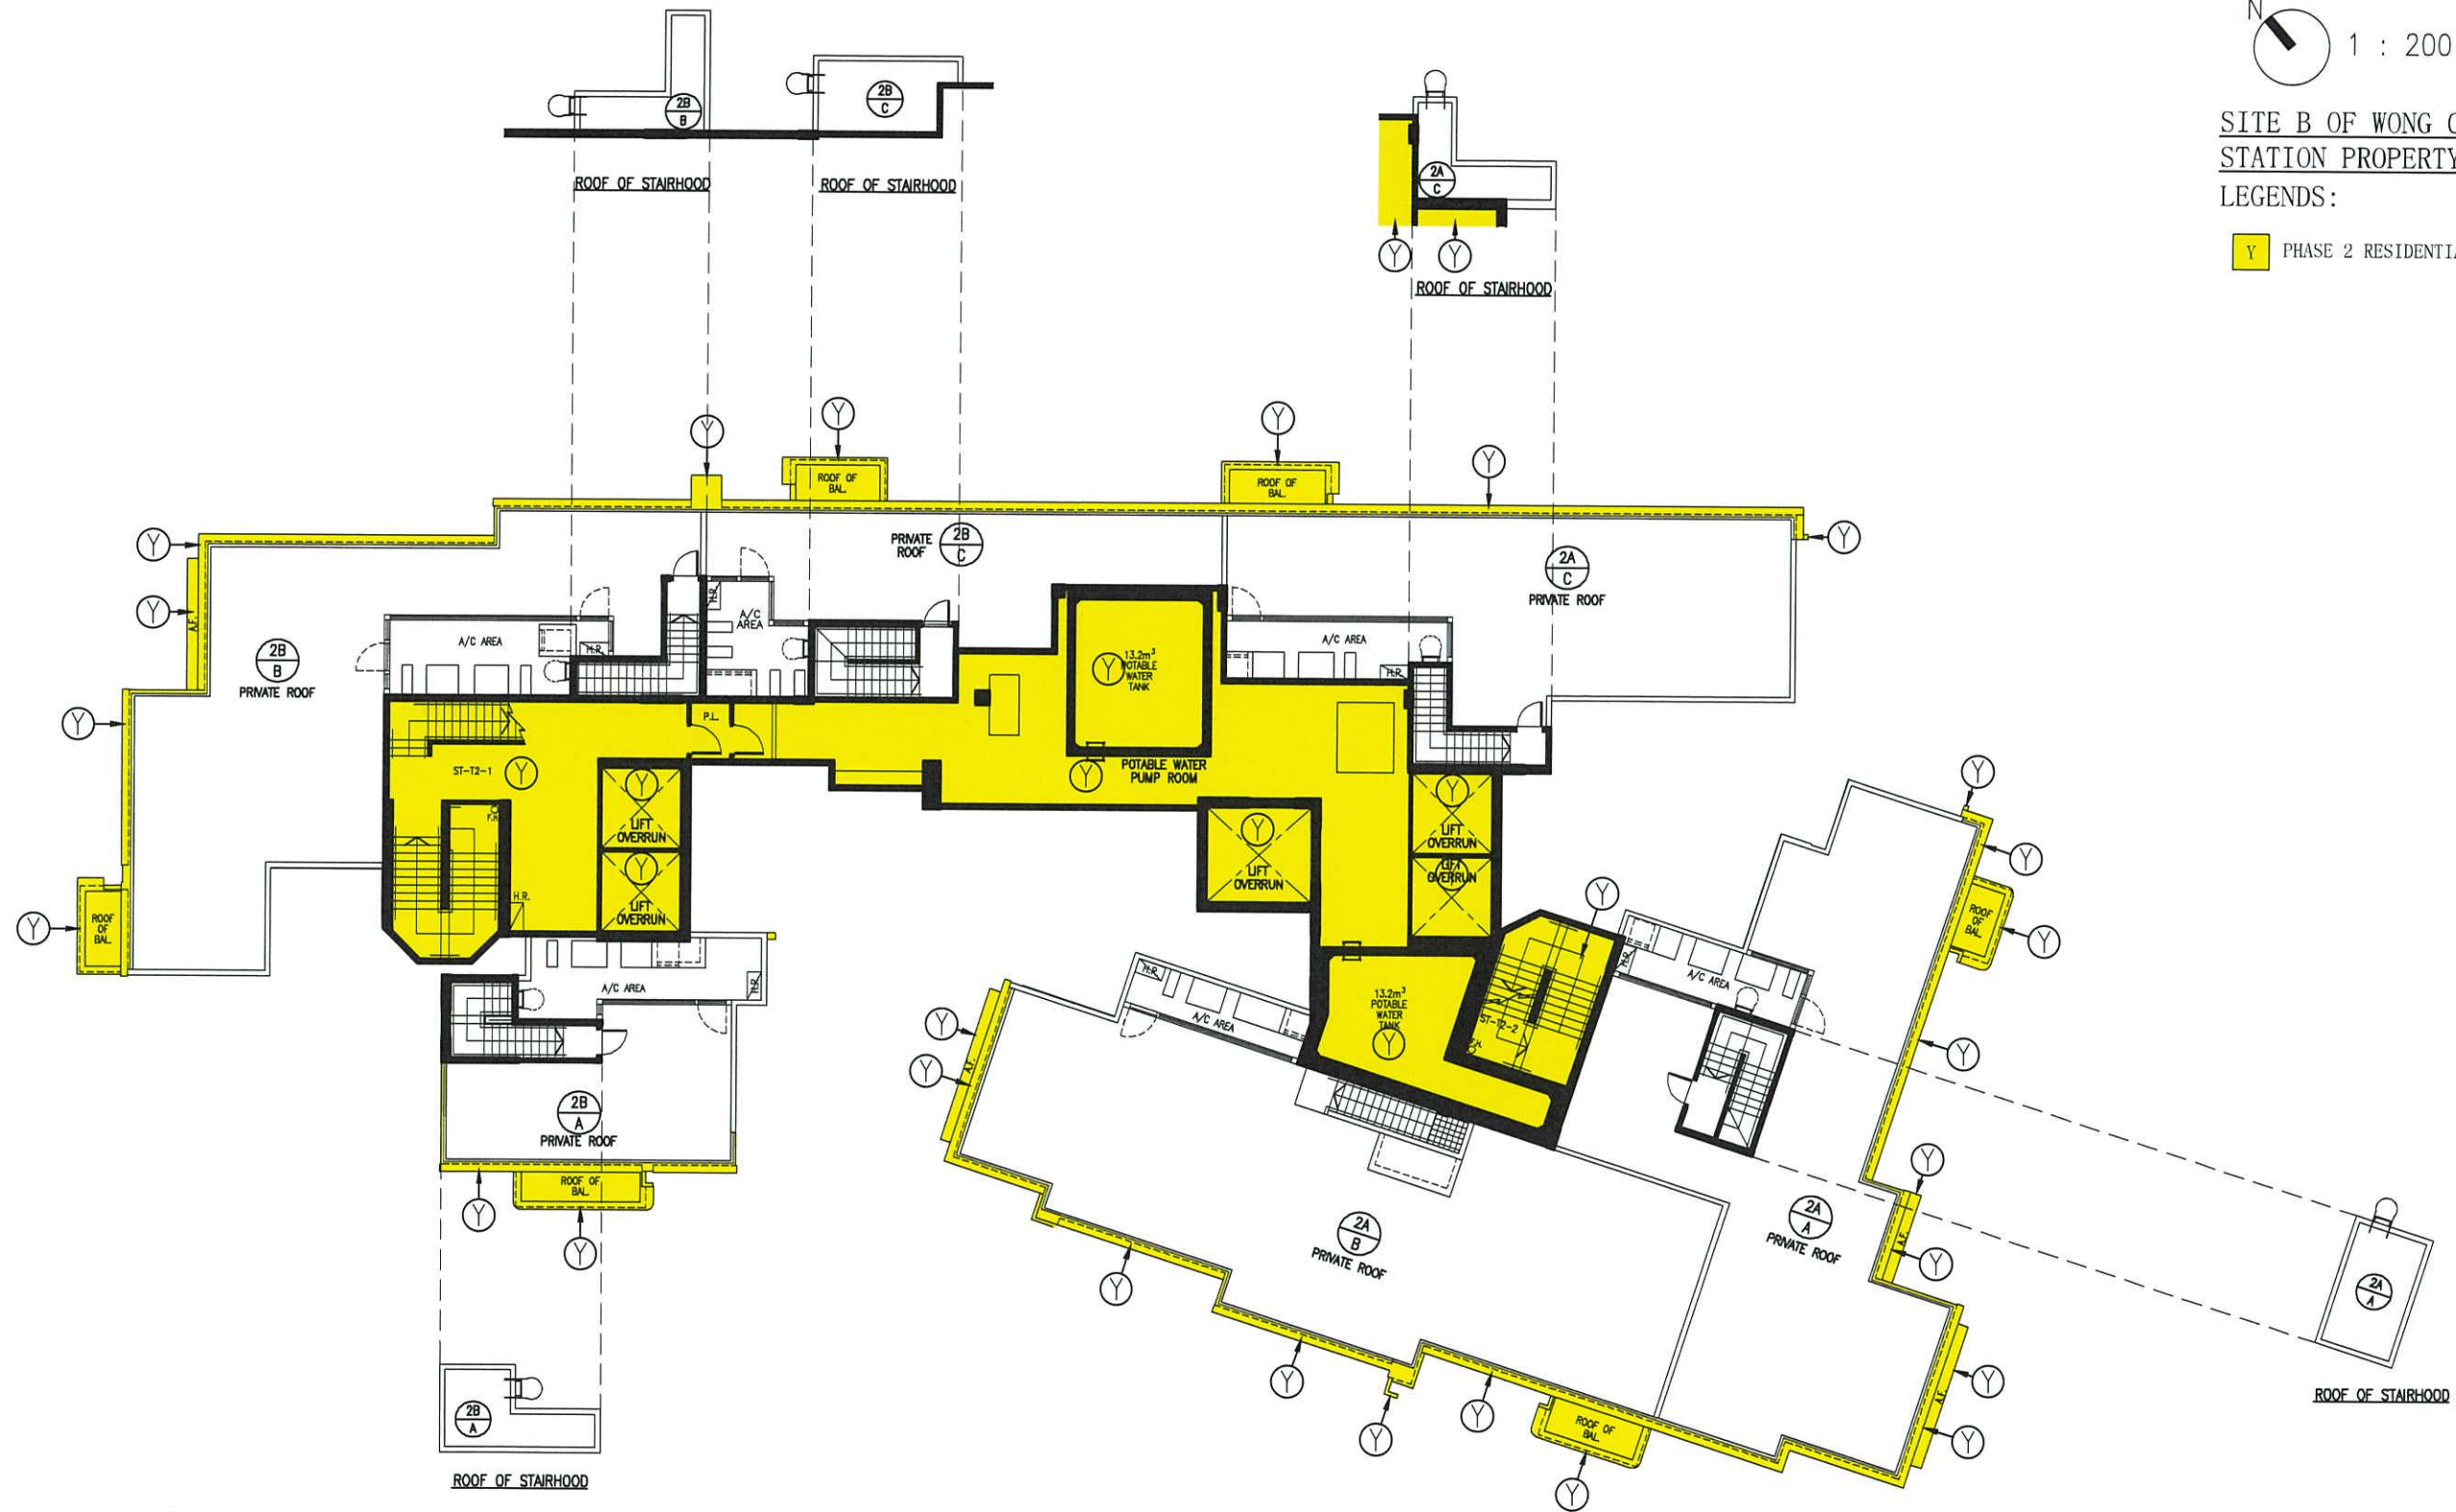 N
1 : 200
SITE B OF WONG C
STATION PROPERTY
LEGENDS:
Y PHASE 2 RESIDENTIA
2B
B
ROOF OF STAIRHOOD
2B
C
ROOF OF STAIRHOOD
2A
C
Y
Y
ROOF OF STAIRHOOD
Y
Y
Y
Y
ROOF OF
BAL.
ROOF OF
BAL.
Y
Y
Y
A.F.
PRIVATE
ROOF
2B
C
2A
C
PRIVATE ROOF
2B
B
PRIVATE ROOF
A/C AREA
H.R.
H.R.
A/C
AREA
A/C AREA
H.R.
Y
13.2m³
POTABLE
WATER
TANK
Y
P.L.
ST-T2-1
Y
Y
POTABLE WATER
PUMP ROOM
Y
LIFT
OVERRUN
Y
LIFT
OVERRUN
Y
LIFT
OVERRUN
Y
LIFT
OVERRUN
Y
LIFT
OVERRUN
F.H.
H.R.
ROOF
OF
BAL.
Y
Y
Y
Y
Y
ROOF
OF
BAL.
Y
A/C AREA
H.R.
H.R.
A/C AREA
H.R.
A/C AREA
13.2m³
POTABLE
WATER
TANK
Y
ST-T2-2
F.H.
Y
Y
Y
A.F.
2B
A
PRIVATE ROOF
ROOF OF
BAL.
Y
Y
2A
B
PRIVATE ROOF
2A
A
PRIVATE ROOF
Y
Y
A.F.
Y
Y
Y
Y
Y
ROOF OF
BAL.
Y
Y
A.F.
Y
2A
A
ROOF OF STAIRHOOD
2B
A
ROOF OF STAIRHOOD